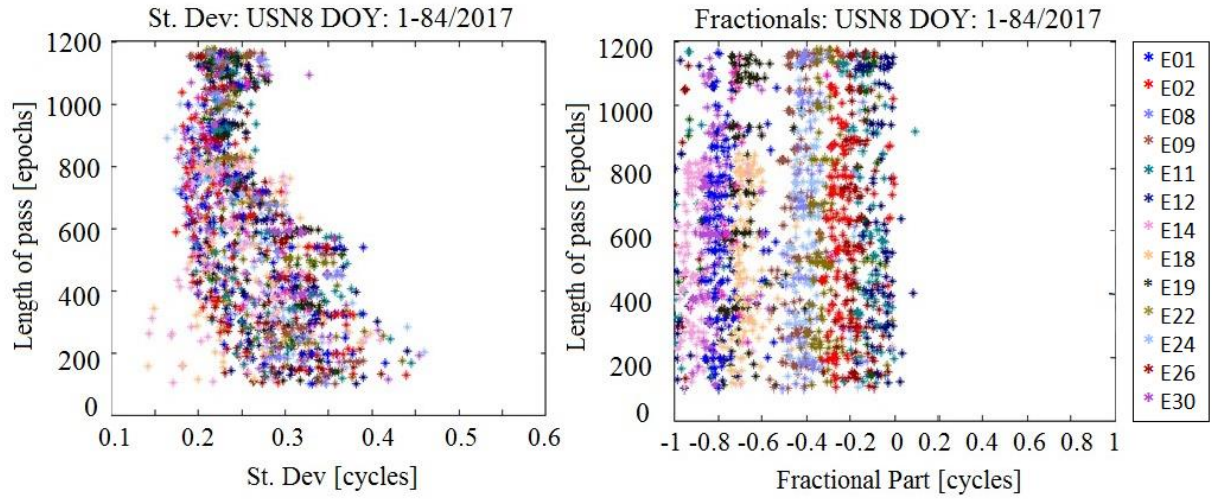 St. Dev: USN8 DOY: 1-84/2017
1200
1000
800
600
400
200
0
Length of pass [epochs]
0.1 0.2 0.3 0.4 0.5 0.6
St. Dev [cycles]
Fractionals: USN8 DOY: 1-84/2017
1200
1000
800
600
400
200
0
Length of pass [epochs]
-1 -0.8 -0.6 -0.4 -0.2 0 0.2 0.4 0.6 0.8 1
Fractional Part [cycles]
* E01
* E02
* E08
* E09
* E11
* E12
* E14
* E18
* E19
* E22
* E24
* E26
* E30